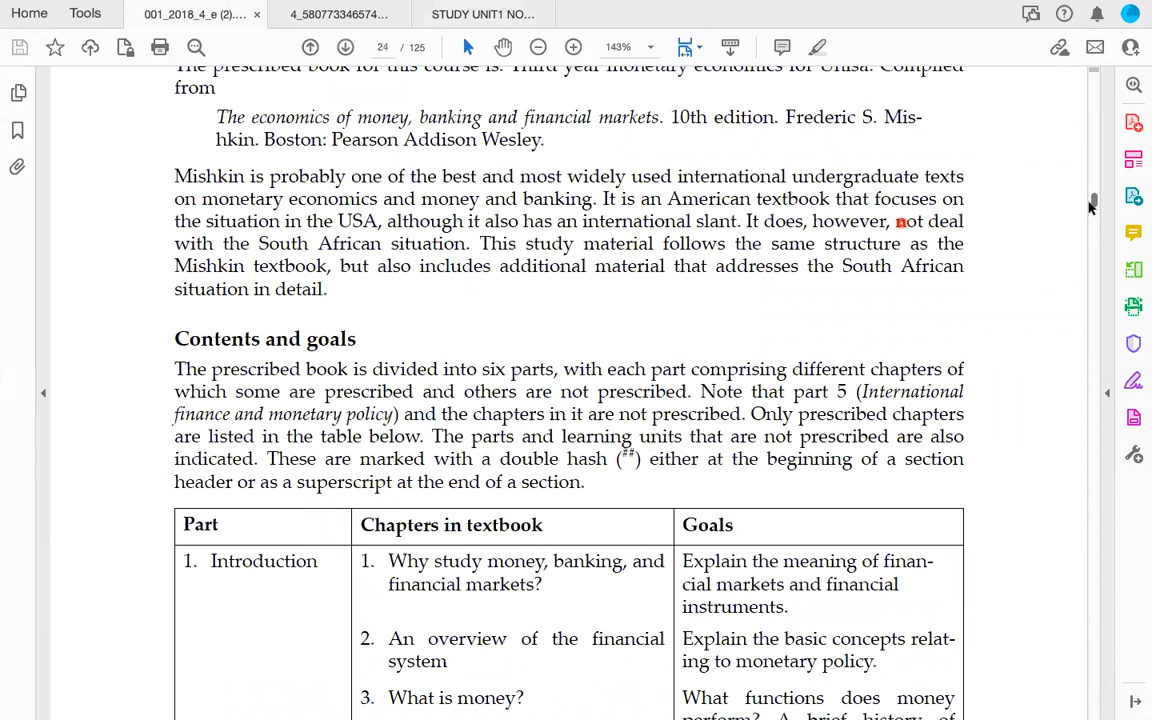 Home
Tools
001_2018_4_e (2)....
×
4_580773346574...
STUDY UNIT1 NO...
24 / 125
143%
The prescribed book for this course is: Third year monetary economics for Unisa. Compiled
from
The economics of money, banking and financial markets. 10th edition. Frederic S. Mis-
hkin. Boston: Pearson Addison Wesley.
Mishkin is probably one of the best and most widely used international undergraduate texts
on monetary economics and money and banking. It is an American textbook that focuses on
the situation in the USA, although it also has an international slant. It does, however, not deal
with the South African situation. This study material follows the same structure as the
Mishkin textbook, but also includes additional material that addresses the South African
situation in detail.
Contents and goals
The prescribed book is divided into six parts, with each part comprising different chapters of
which some are prescribed and others are not prescribed. Note that part 5 (International
finance and monetary policy) and the chapters in it are not prescribed. Only prescribed chapters
are listed in the table below. The parts and learning units that are not prescribed are also
indicated. These are marked with a double hash (##) either at the beginning of a section
header or as a superscript at the end of a section.
Part
Chapters in textbook
Goals
1. Introduction
1. Why study money, banking, and
financial markets?
Explain the meaning of finan-
cial markets and financial
instruments.
2. An overview of the financial
system
Explain the basic concepts relat-
ing to monetary policy.
3. What is money?
What functions does money
perform? A brief history of